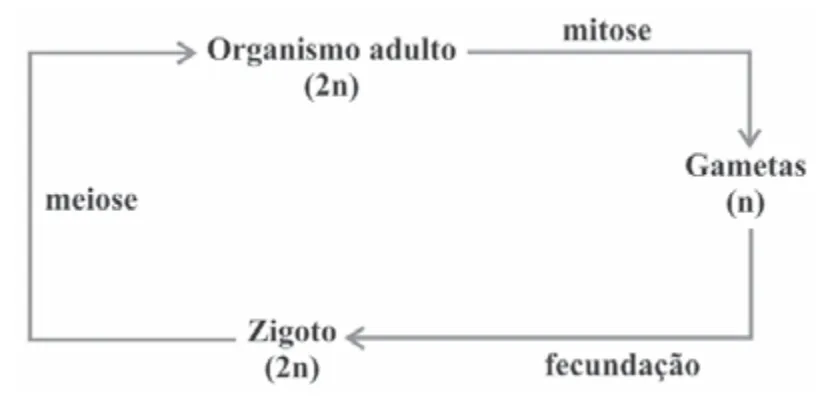 mitose
Organismo adulto
(2n)
Gametas
(n)
meiose
Zigoto
(2n)
fecundação